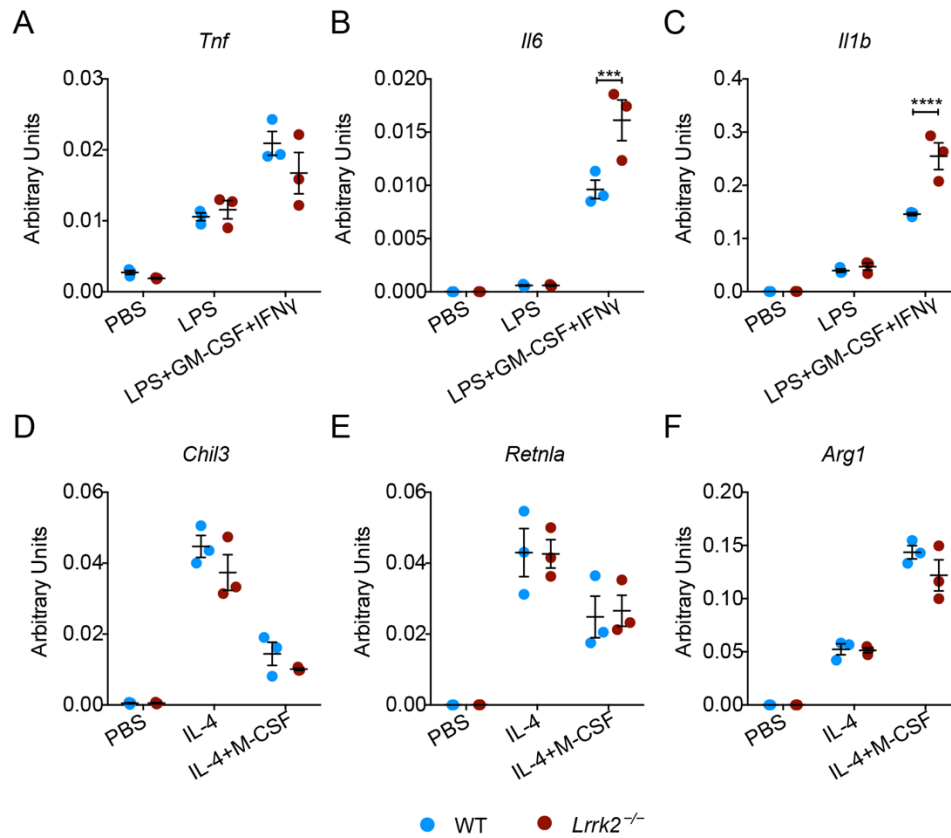 A
Tnf
Arbitrary Units
0.03
0.02
0.01
0.00
PBS
LPS
LPS+GM-CSF+IFNγ
B
Il6
Arbitrary Units
0.020
0.015
0.010
0.005
0.000
***
PBS
LPS
LPS+GM-CSF+IFNγ
C
Il1b
Arbitrary Units
0.4
0.3
0.2
0.1
0.0
****
PBS
LPS
LPS+GM-CSF+IFNγ
D
Chil3
Arbitrary Units
0.06
0.04
0.02
0.00
PBS
IL-4
IL-4+M-CSF
E
Retnla
Arbitrary Units
0.06
0.04
0.02
0.00
PBS
IL-4
IL-4+M-CSF
F
Arg1
Arbitrary Units
0.20
0.15
0.10
0.05
0.00
PBS
IL-4
IL-4+M-CSF
WT
Lrrk2−/−